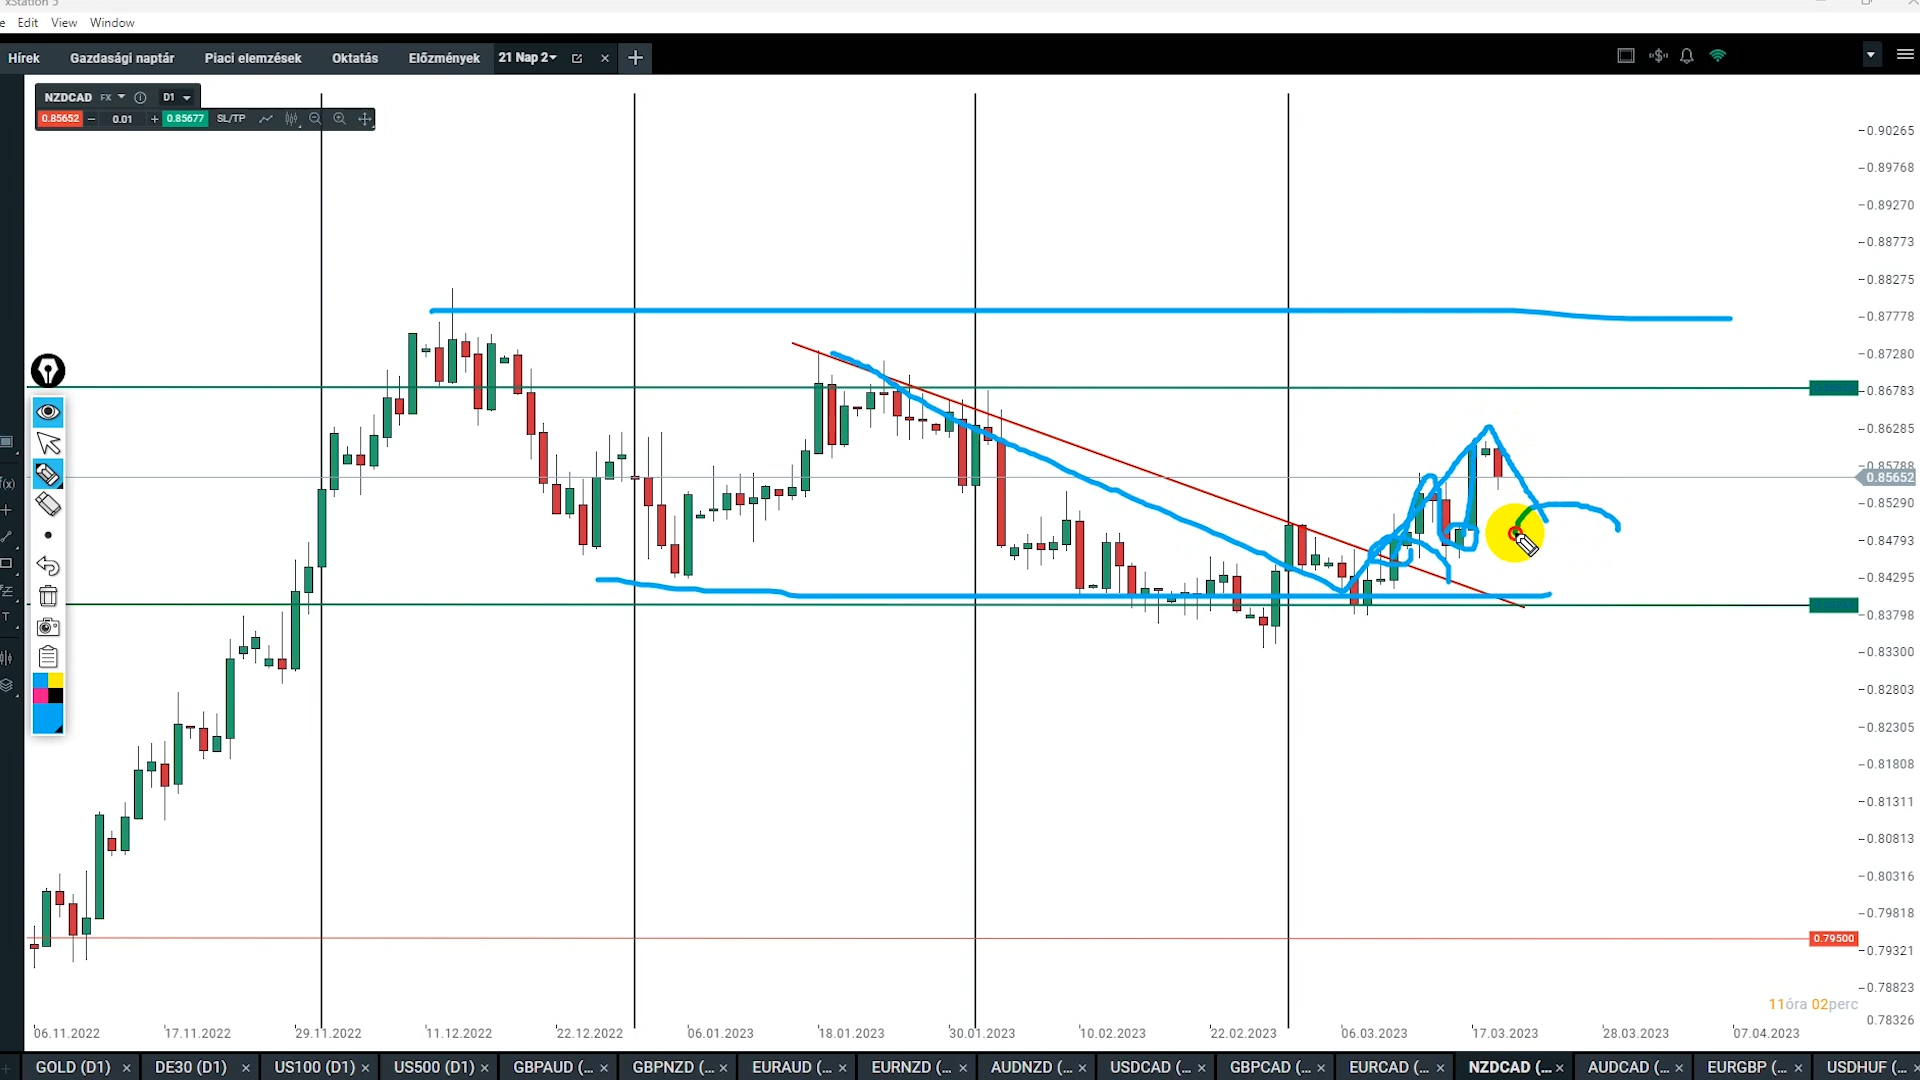 xStation 5
e Edit View Window
Hírek Gazdasági naptár Piaci elemzések Oktatás Előzmények 21 Nap 2
NZDCAD FX D1
0.85652 0.01 0.85677 SL/TP
0.90265
0.89768
0.89270
0.88773
0.88275
0.87778
0.87280
0.86783
0.86285
0.85788
0.85652
0.85290
0.84793
0.84295
0.83798
0.83300
0.82803
0.82305
0.81808
0.81311
0.80813
0.80316
0.79818
0.79500
0.79321
0.78823
0.78326
f(x)
T
11óra 02perc
06.11.2022 17.11.2022 29.11.2022 11.12.2022 22.12.2022 06.01.2023 18.01.2023 30.01.2023 10.02.2023 22.02.2023 06.03.2023 17.03.2023 28.03.2023 07.04.2023
GOLD (D1) DE30 (D1) US100 (D1) US500 (D1) GBPAUD (... GBPNZD (... EURAUD (... EURNZD (... AUDNZD (... USDCAD (... GBPCAD (... EURCAD (... NZDCAD (... AUDCAD (... EURGBP (... USDHUF (...